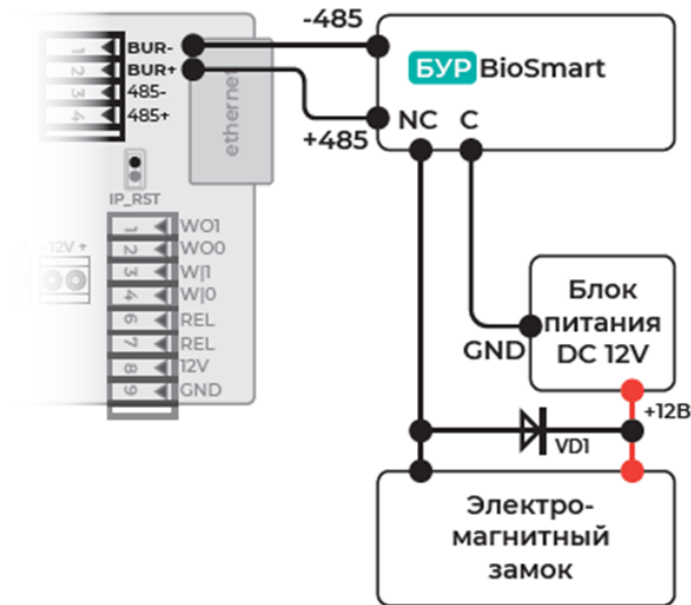 -485
1 BUR-
2 BUR+
3 485-
4 485+
ethernet
+485
БУР BioSmart
NC C
IP_RST
- 12V +
1 WO1
2 WO0
3 W|1
4 W|0
6 REL
7 REL
8 12V
9 GND
Блок
питания
DC 12V
GND
+12В
VD1
Электро-
магнитный
замок